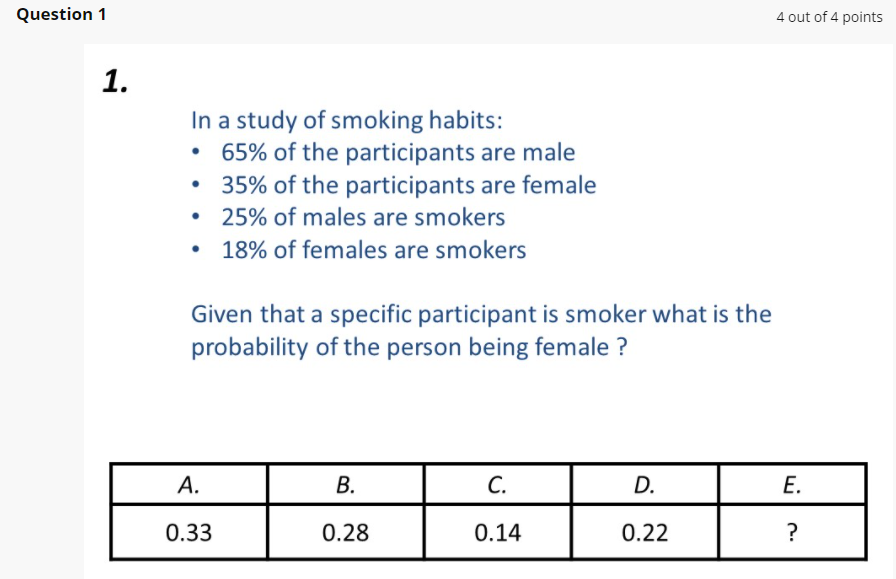 Question 1
4 out of 4 points
1.
In a study of smoking habits:
• 65% of the participants are male
• 35% of the participants are female
• 25% of males are smokers
• 18% of females are smokers
Given that a specific participant is smoker what is the
probability of the person being female ?
A. B. C. D. E.
0.33 0.28 0.14 0.22 ?